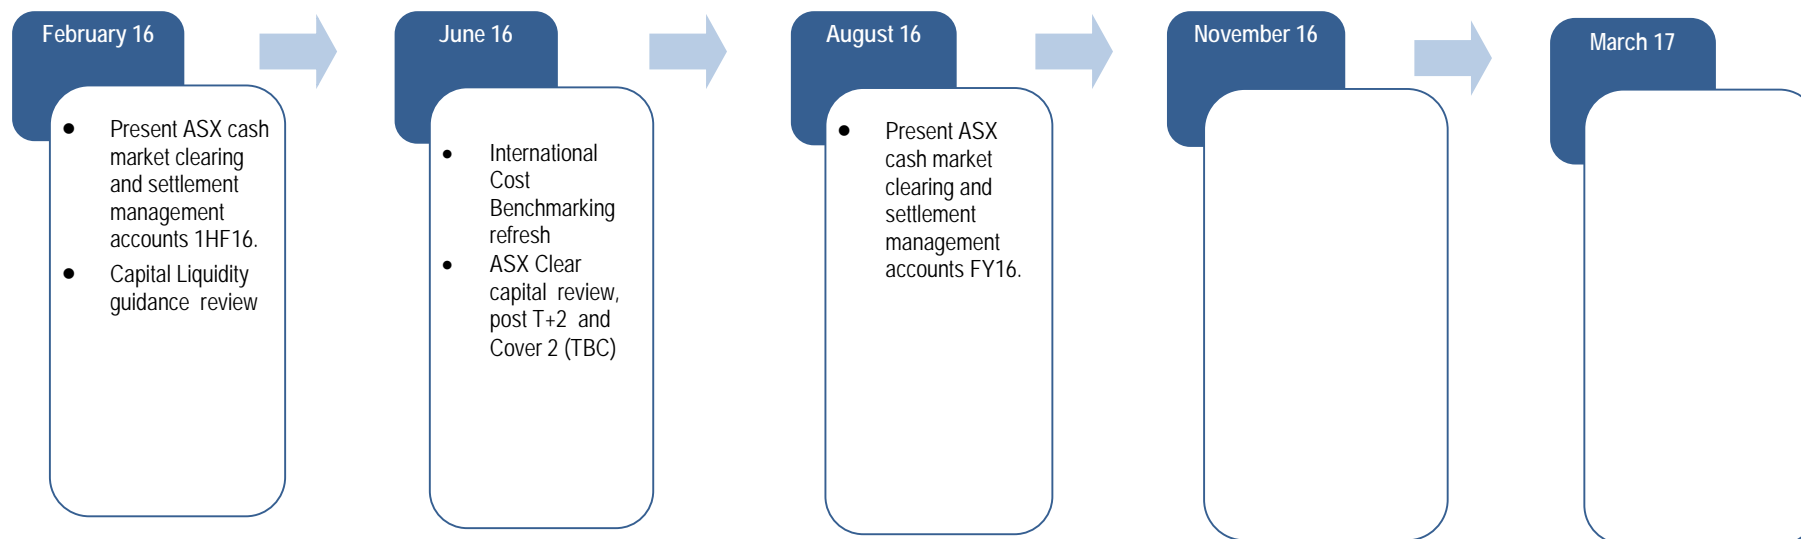 February 16
● Present ASX cash
market clearing
and settlement
management
accounts 1HF16.
● Capital Liquidity
guidance review
June 16
● International
Cost
Benchmarking
refresh
● ASX Clear
capital review,
post T+2 and
Cover 2 (TBC)
August 16
● Present ASX
cash market
clearing and
settlement
management
accounts FY16.
November 16
March 17